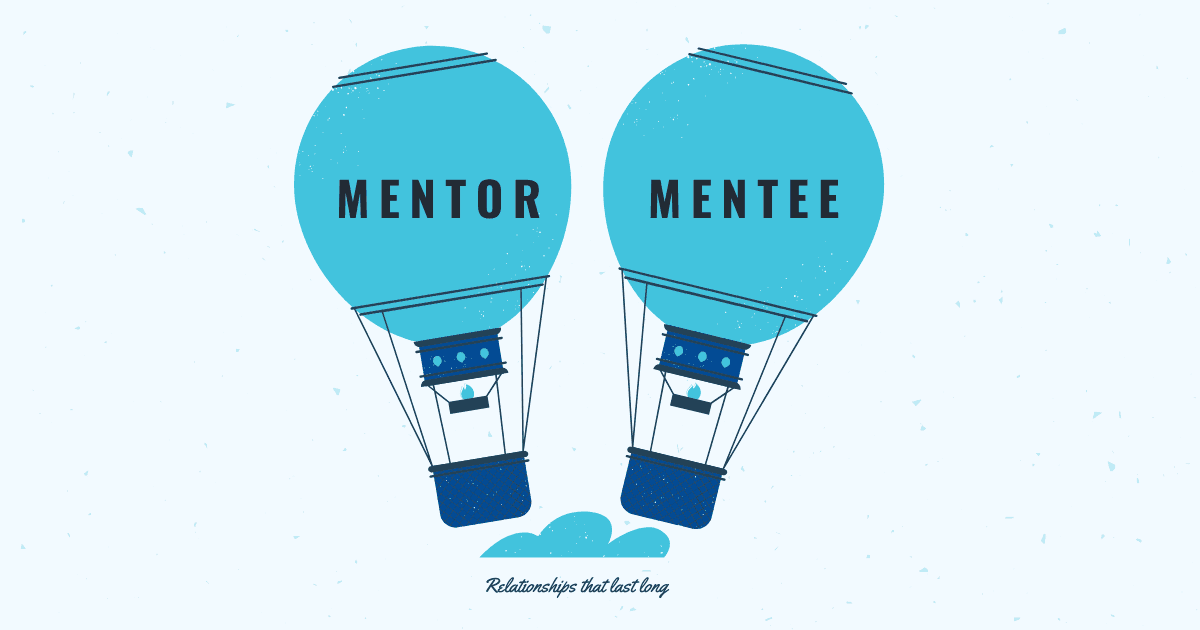 MENTOR
MENTEE
Relationships that last long